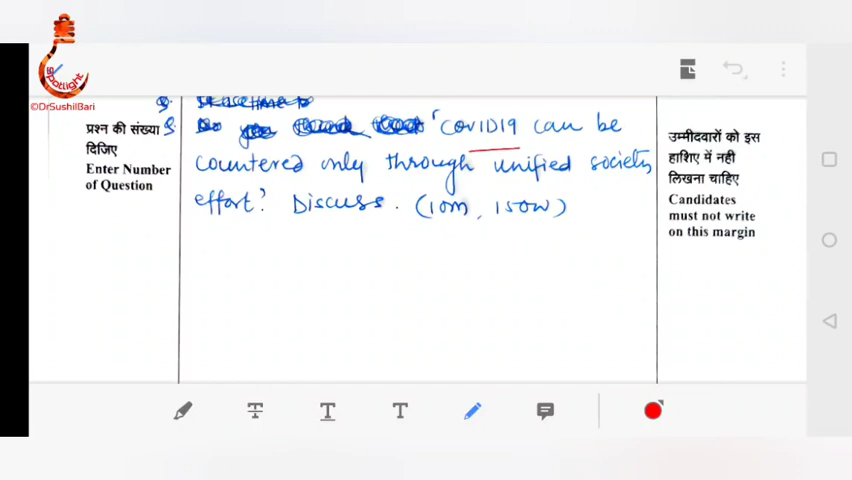 Spotlight
©DrSushilBari
प्रश्न की संख्या
दिजिए
Enter Number
of Question
Q.
Q.
'COVID19 can be
countered only through unified society
effort? Discuss. (10m, 150w)
उम्मीदवारों को इस
हाशिए में नही
लिखना चाहिए
Candidates
must not write
on this margin
T
T
T